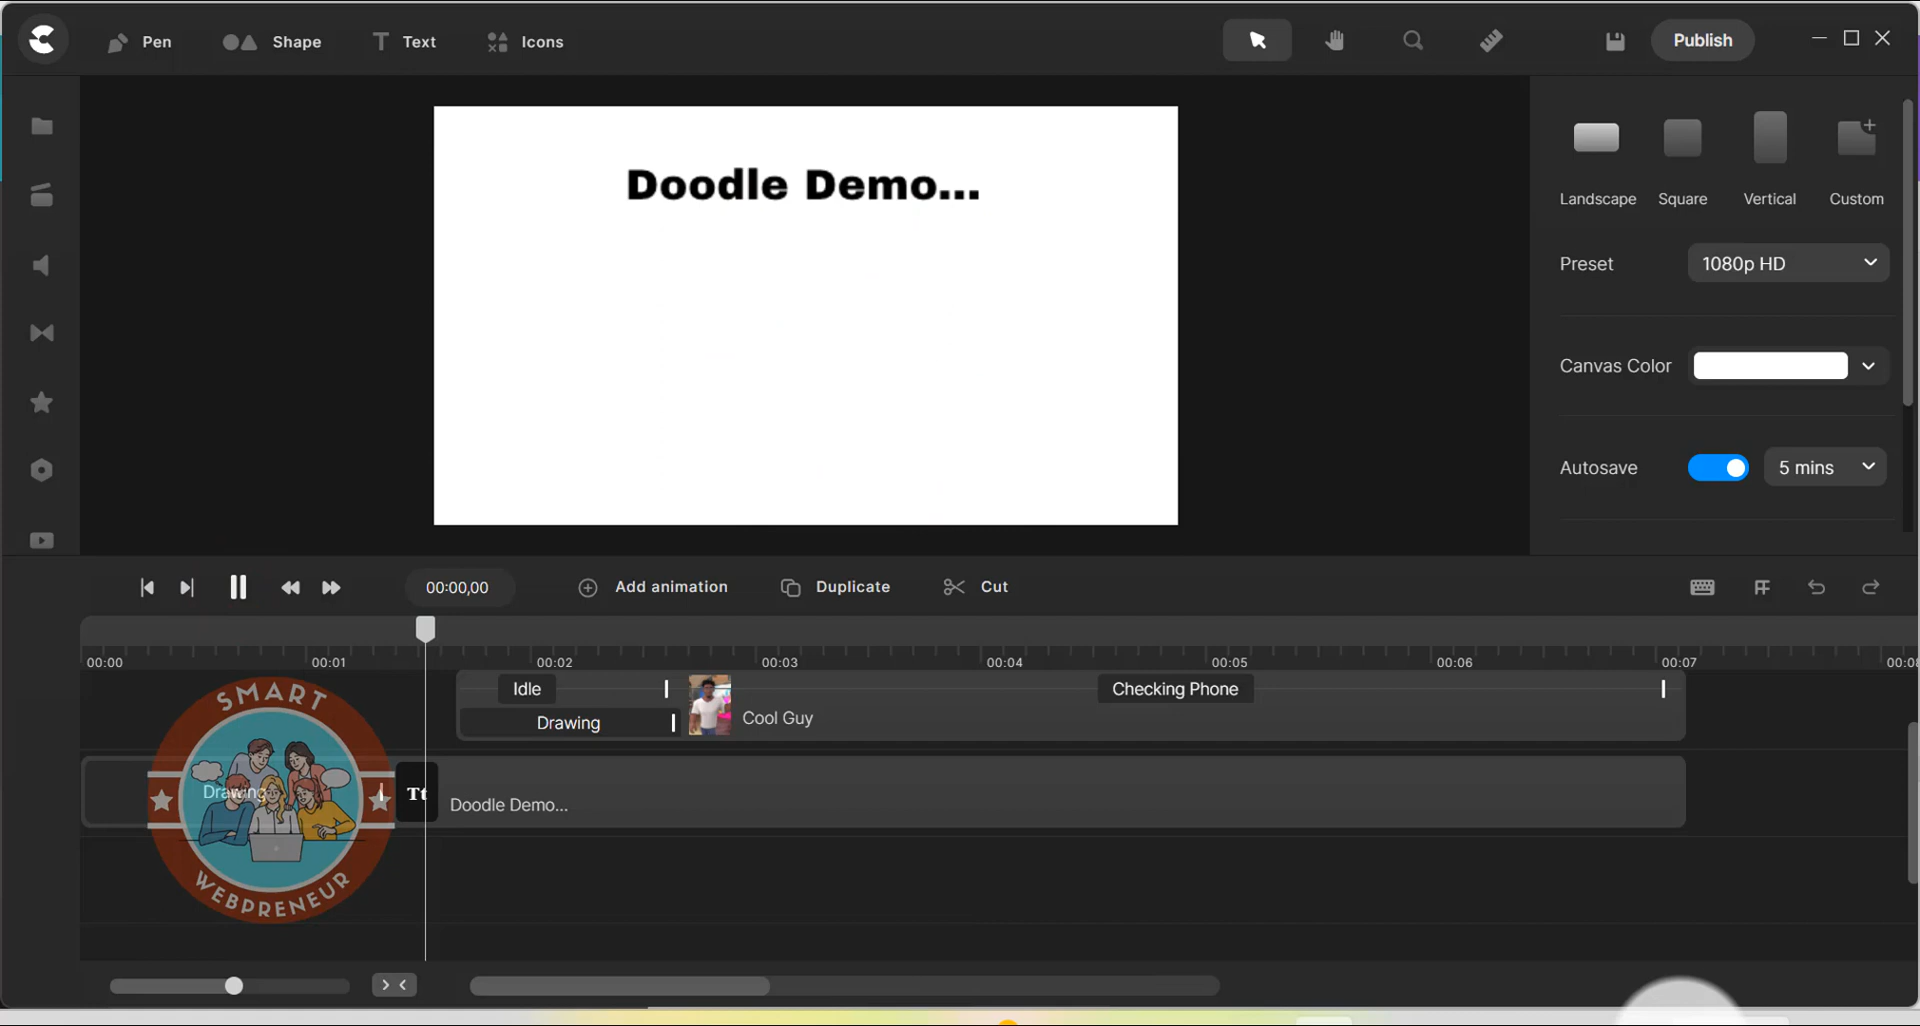 Pen
Shape
T Text
Icons
Publish
Landscape
Square
Vertical
Custom
Doodle Demo...
Preset
1080p HD
Canvas Color
Autosave
5 mins
00:00,00
Add animation
Duplicate
Cut
00:00
00:01
00:02
00:03
00:04
00:05
00:06
00:07
00:08
Idle
Checking Phone
Drawing
Cool Guy
Drawing
Tt
Doodle Demo...
SMART
WEBPRENEUR